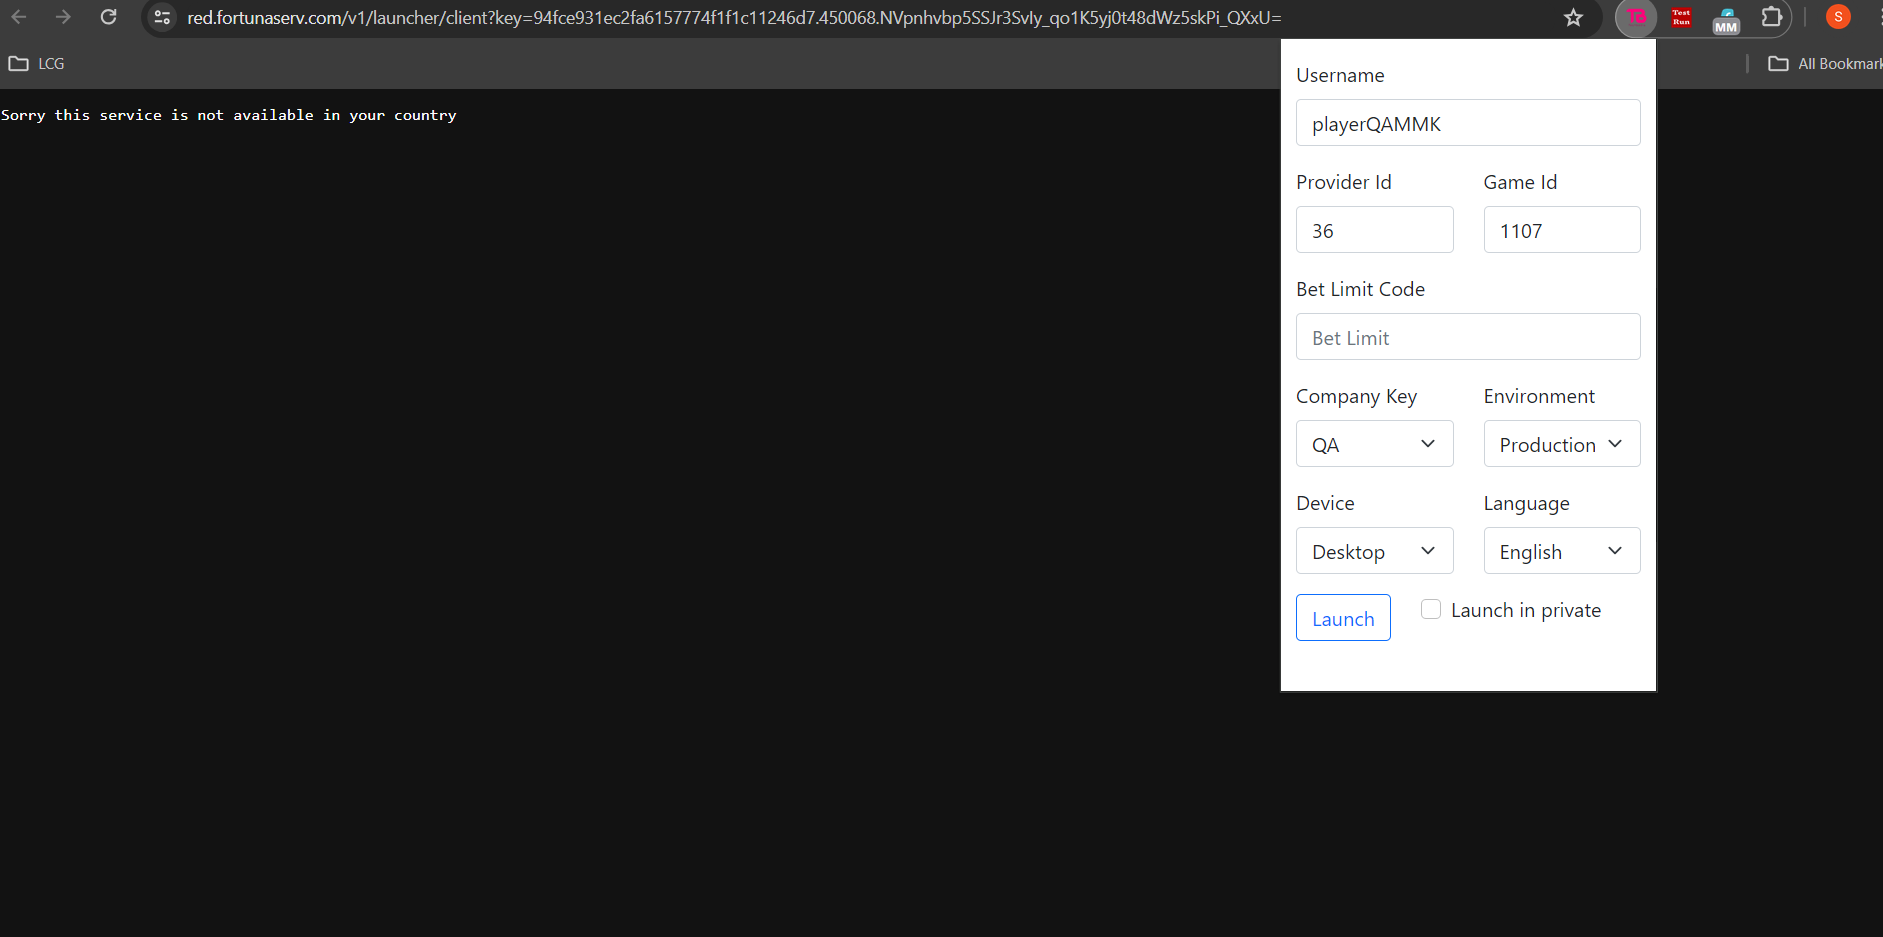 red.fortunaserv.com/v1/launcher/client?key=94fce931ec2fa6157774f1f1c11246d7.450068.NVpnhvbp5SSJr3Svly_qo1K5yj0t48dWz5skPi_QXxU=
TB
Test Run
MM
S
LCG
All Bookmark
Sorry this service is not available in your country
Username
playerQAMMK
Provider Id Game Id
36 1107
Bet Limit Code
Bet Limit
Company Key Environment
QA Production
Device Language
Desktop English
Launch Launch in private